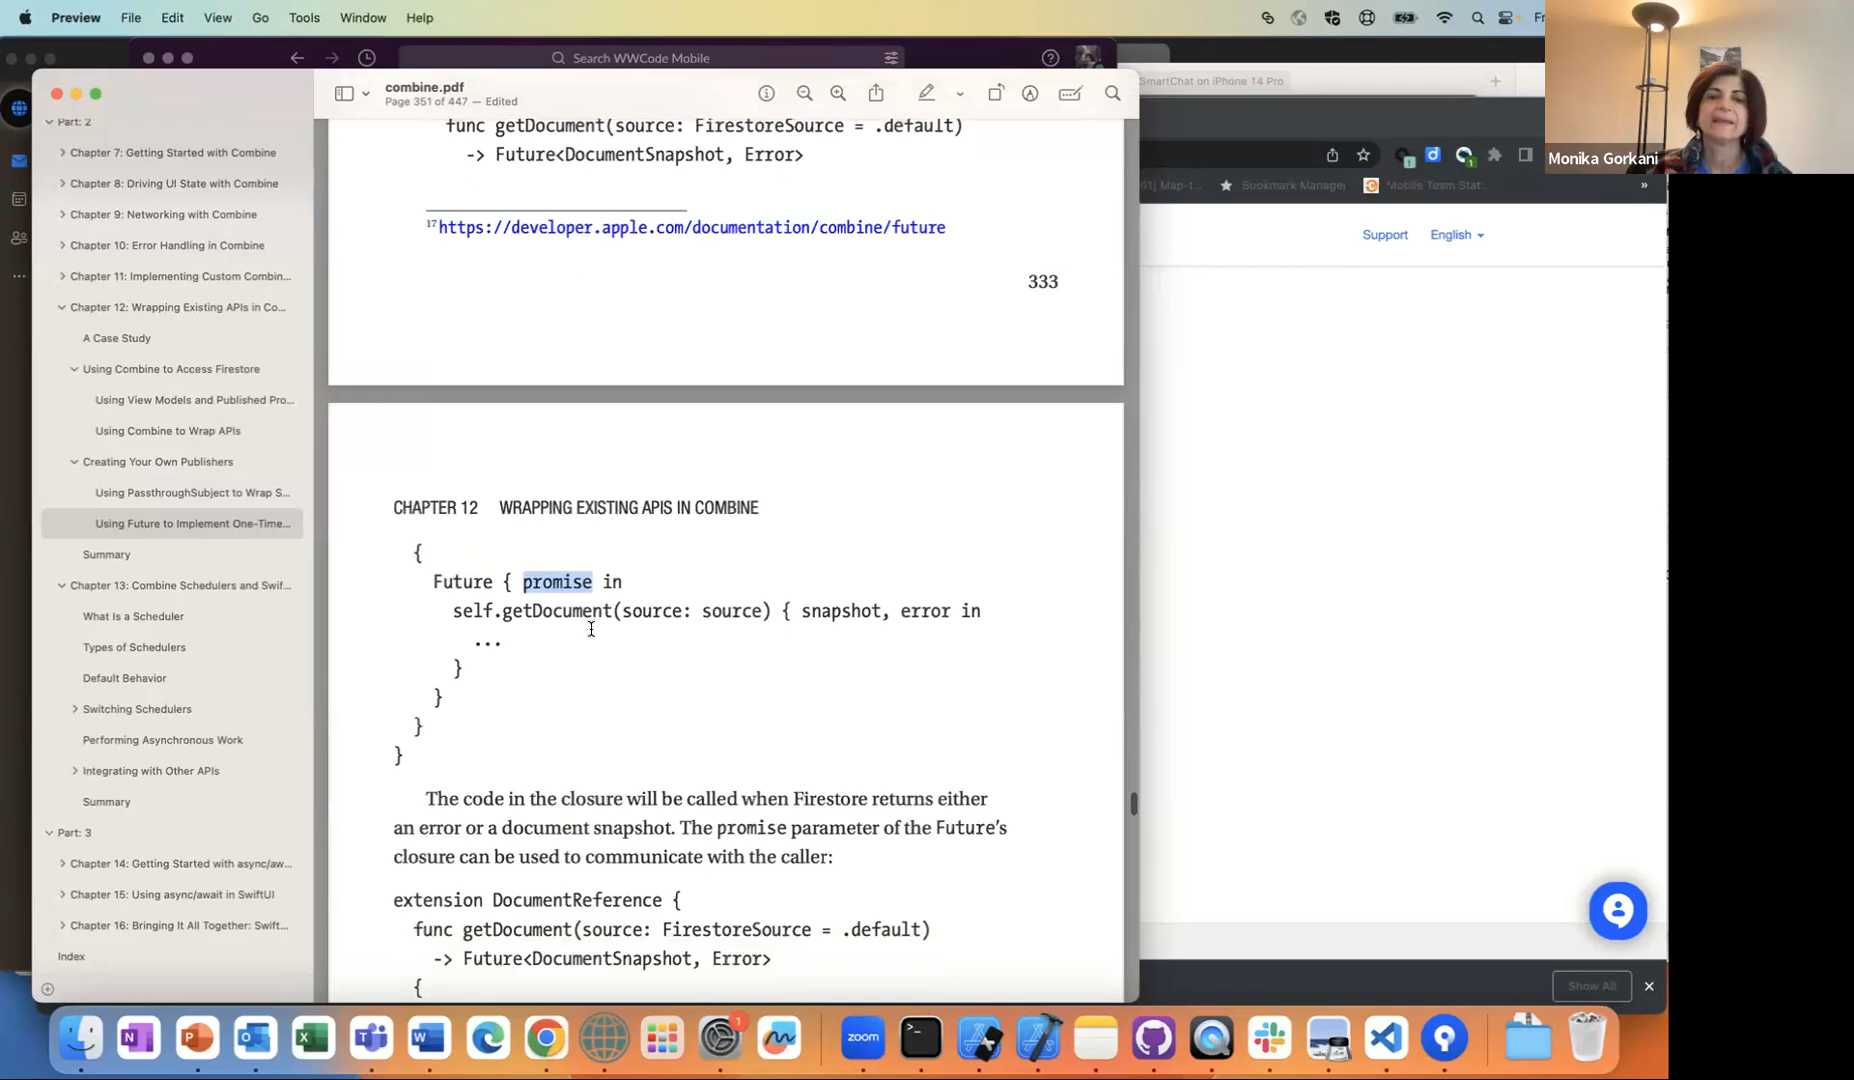 Preview File Edit View Go Tools Window Help
Search WWCode Mobile
combine.pdf
Page 351 of 447 — Edited
SmartChat on iPhone 14 Pro
Monika Gorkani
Bookmark Manager
Mobile Team Stat...
Support English
Part: 2
Chapter 7: Getting Started with Combine
Chapter 8: Driving UI State with Combine
Chapter 9: Networking with Combine
Chapter 10: Error Handling in Combine
Chapter 11: Implementing Custom Combin...
Chapter 12: Wrapping Existing APIs in Co...
A Case Study
Using Combine to Access Firestore
Using View Models and Published Pro...
Using Combine to Wrap APIs
Creating Your Own Publishers
Using PassthroughSubject to Wrap S...
Using Future to Implement One-Time...
Summary
Chapter 13: Combine Schedulers and Swif...
What Is a Scheduler
Types of Schedulers
Default Behavior
Switching Schedulers
Performing Asynchronous Work
Integrating with Other APIs
Summary
Part: 3
Chapter 14: Getting Started with async/aw...
Chapter 15: Using async/await in SwiftUI
Chapter 16: Bringing It All Together: Swift...
Index
func getDocument(source: FirestoreSource = .default)
-> Future<DocumentSnapshot, Error>
17https://developer.apple.com/documentation/combine/future
333
CHAPTER 12 WRAPPING EXISTING APIS IN COMBINE
{
Future { promise in
self.getDocument(source: source) { snapshot, error in
...
}
}
}
}
The code in the closure will be called when Firestore returns either
an error or a document snapshot. The promise parameter of the Future's
closure can be used to communicate with the caller:
extension DocumentReference {
func getDocument(source: FirestoreSource = .default)
-> Future<DocumentSnapshot, Error>
{
Show All
zoom